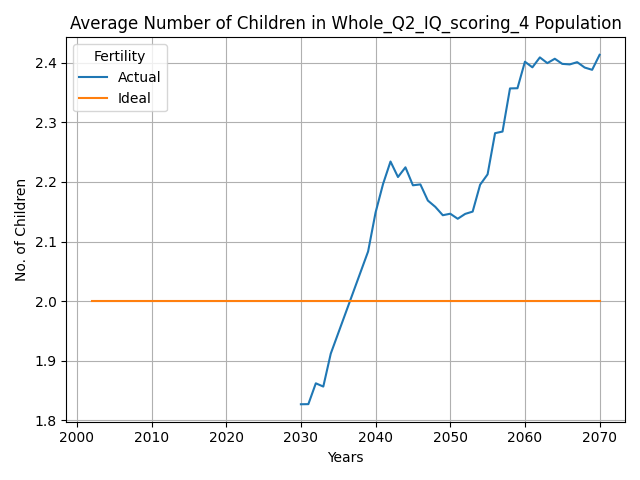 Average Number of Children in Whole_Q2_IQ_scoring_4 Population
Fertility
Actual
Ideal
No. of Children
2.4
2.3
2.2
2.1
2.0
1.9
1.8
2000 2010 2020 2030 2040 2050 2060 2070
Years